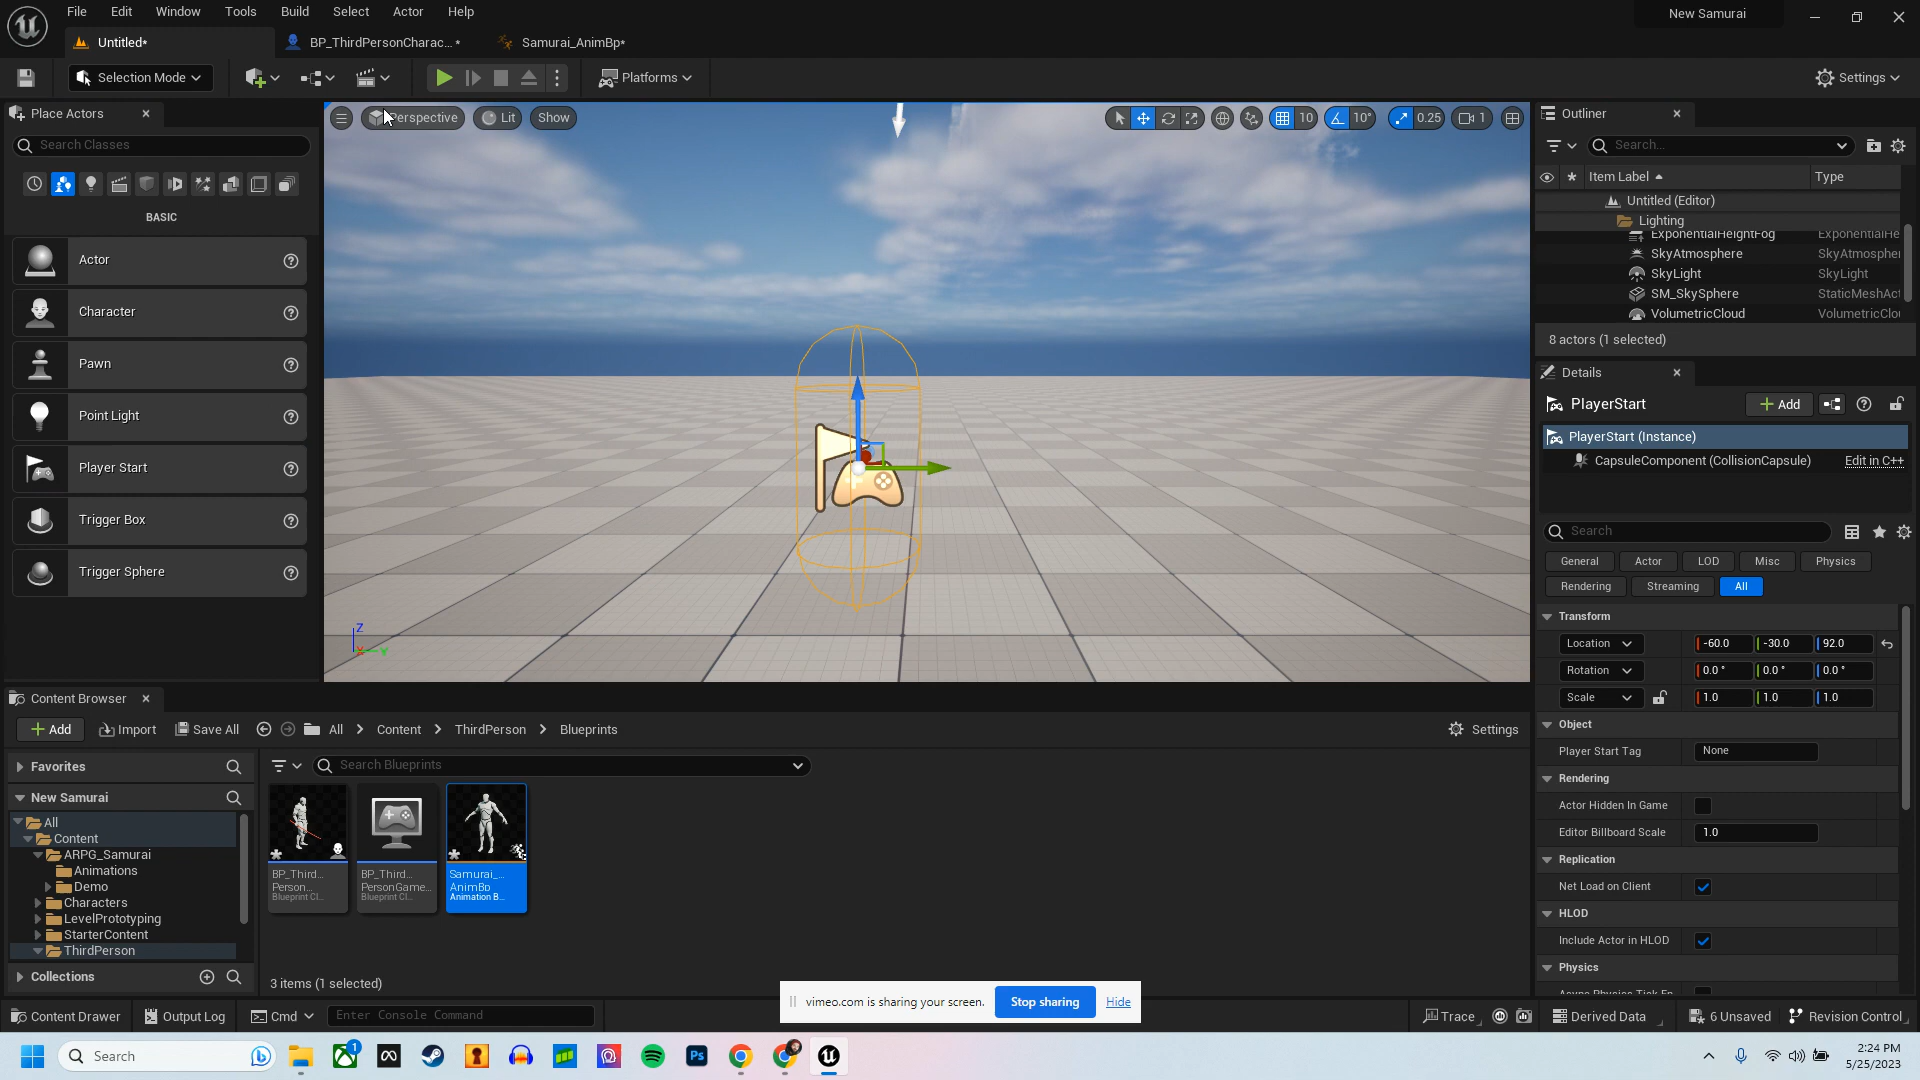 File Edit Window Tools Build Select Actor Help
New Samurai
Untitled*
BP_ThirdPersonCharac... *
Samurai_AnimBp*
Selection Mode
Platforms
Settings
Place Actors
Search Classes
BASIC
Actor
Character
Pawn
Point Light
Player Start
Trigger Box
Trigger Sphere
Perspective
Lit
Show
10
10°
0.25
1
Z
X
Y
Outliner
Search...
Item Label
Type
Untitled (Editor)
Lighting
ExponentialHeightFog ExponentialHe
SkyAtmosphere SkyAtmospher
SkyLight SkyLight
SM_SkySphere StaticMeshAct
VolumetricCloud VolumetricClou
8 actors (1 selected)
Details
PlayerStart
Add
PlayerStart (Instance)
CapsuleComponent (CollisionCapsule) Edit in C++
Search
General Actor LOD Misc Physics
Rendering Streaming All
Transform
Location -60.0 -30.0 92.0
Rotation 0.0 ° 0.0 ° 0.0 °
Scale 1.0 1.0 1.0
Object
Player Start Tag None
Rendering
Actor Hidden In Game
Editor Billboard Scale 1.0
Replication
Net Load on Client
HLOD
Include Actor in HLOD
Physics
Async Physics Tick En
Content Browser
Add Import Save All All Content ThirdPerson Blueprints
Settings
Favorites
Search Blueprints
New Samurai
All
Content
ARPG_Samurai
Animations
Demo
Characters
LevelPrototyping
StarterContent
ThirdPerson
Collections
BP_Third...
Person...
Blueprint Cl...
BP_Third...
PersonGame...
Blueprint Cl...
Samurai_...
AnimBp
Animation B...
3 items (1 selected)
vimeo.com is sharing your screen.
Stop sharing
Hide
Content Drawer Output Log Cmd Enter Console Command
Trace Derived Data 6 Unsaved Revision Control
Search
1
Ps
2:24 PM
5/25/2023